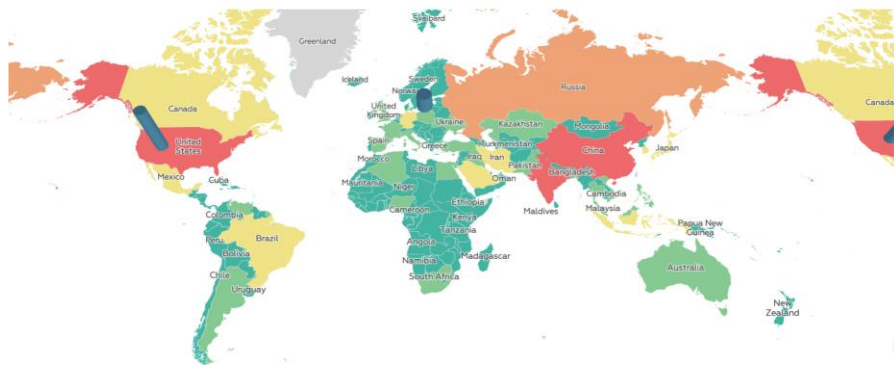 Svalbard
Greenland
Iceland
Sweden
Norway
Russia
Canada
Canada
United
Kingdom
Ukraine
Kazakhstan
Mongolia
United
States
Spain
Greece
Turkmenistan
China
Japan
Morocco
Iraq
Iran
Pakistan
Libya
Mexico
Cuba
Bangladesh
Oman
Mauritania
Niger
Cambodia
Ethiopia
Colombia
Cameroon
Maldives
Malaysia
Kenya
Papua New
Guinea
Tanzania
Peru
Brazil
Angola
Bolivia
Madagascar
Namibia
Australia
Chile
South Africa
Uruguay
New
Zealand